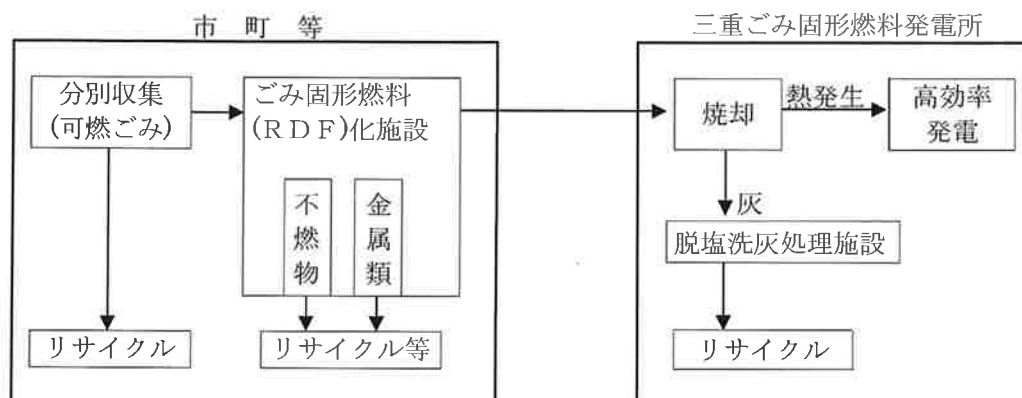 市 町 等
分別収集
(可燃ごみ)
ごみ固形燃料
(RDF)化施設
不燃物
金属類
リサイクル
リサイクル等
三重ごみ固形燃料発電所
焼却
熱発生
高効率
発電
灰
脱塩洗灰処理施設
リサイクル